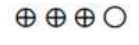 ⊕ ⊕ ⊕ ○